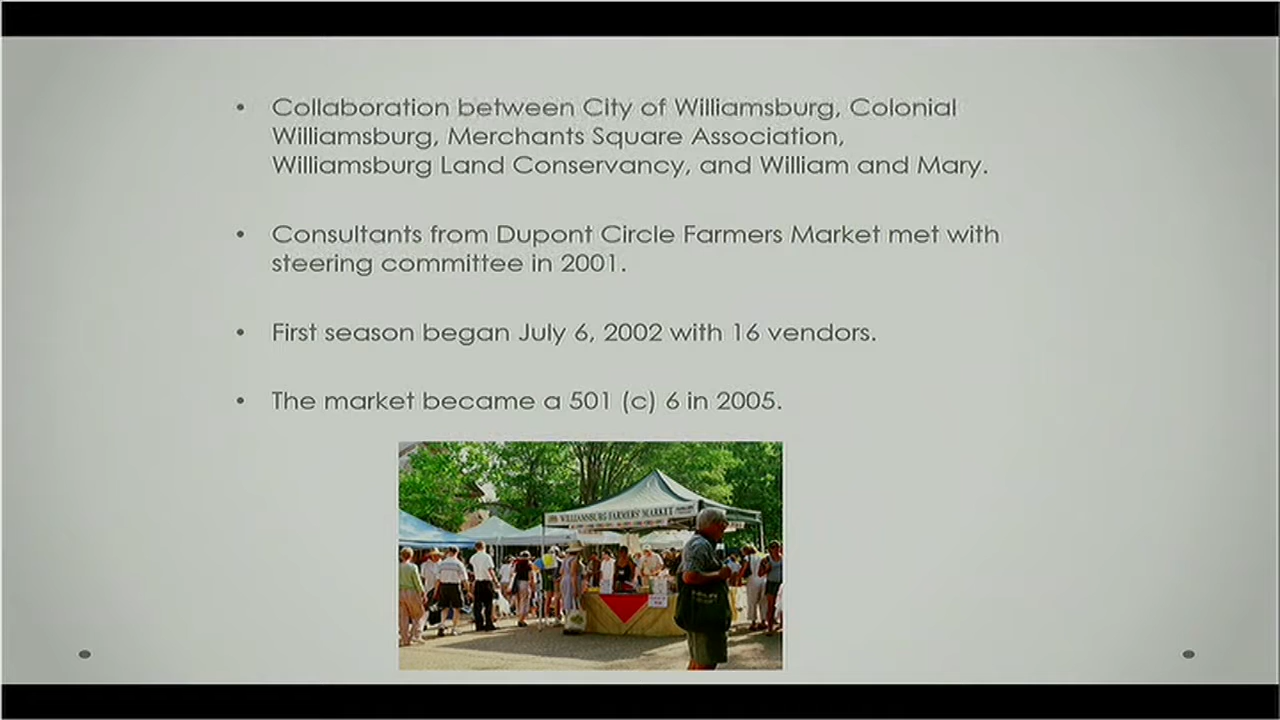 • Collaboration between City of Williamsburg, Colonial
Williamsburg, Merchants Square Association,
Williamsburg Land Conservancy, and William and Mary.
• Consultants from Dupont Circle Farmers Market met with
steering committee in 2001.
• First season began July 6, 2002 with 16 vendors.
• The market became a 501 (c) 6 in 2005.
WILLIAMSBURG FARMERS' MARKET